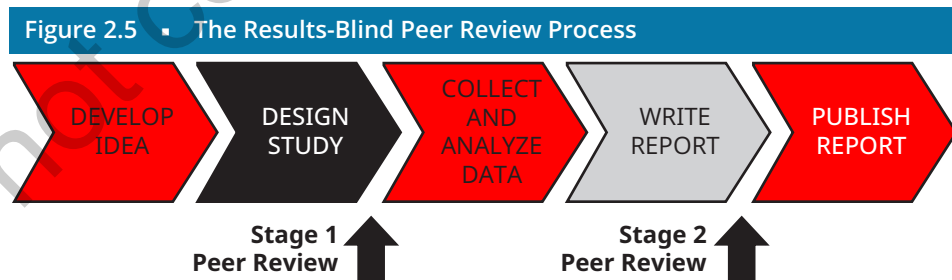 Figure 2.5 ▪ The Results-Blind Peer Review Process
DEVELOP
IDEA
DESIGN
STUDY
COLLECT
AND
ANALYZE
DATA
WRITE
REPORT
PUBLISH
REPORT
Stage 1
Peer Review
Stage 2
Peer Review
not